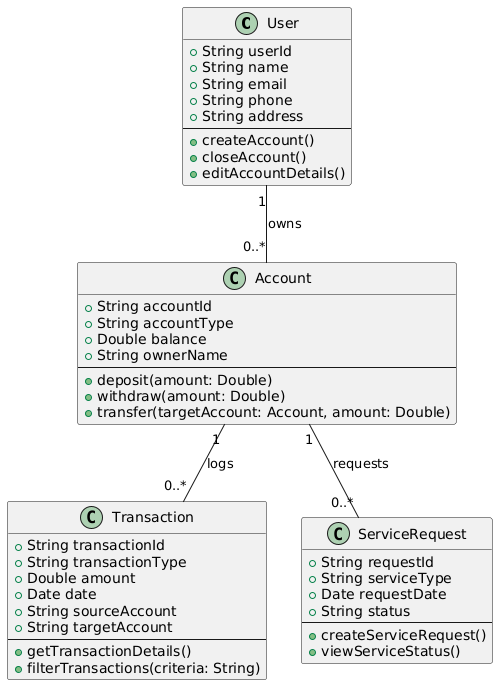 C User
String userId
String name
String email
String phone
String address
createAccount()
closeAccount()
editAccountDetails()
1
owns
0..*
C Account
String accountId
String accountType
Double balance
String ownerName
deposit(amount: Double)
withdraw(amount: Double)
transfer(targetAccount: Account, amount: Double)
1
logs
0..*
1
requests
0..*
C Transaction
String transactionId
String transactionType
Double amount
Date date
String sourceAccount
String targetAccount
getTransactionDetails()
filterTransactions(criteria: String)
C ServiceRequest
String requestId
String serviceType
Date requestDate
String status
createServiceRequest()
viewServiceStatus()